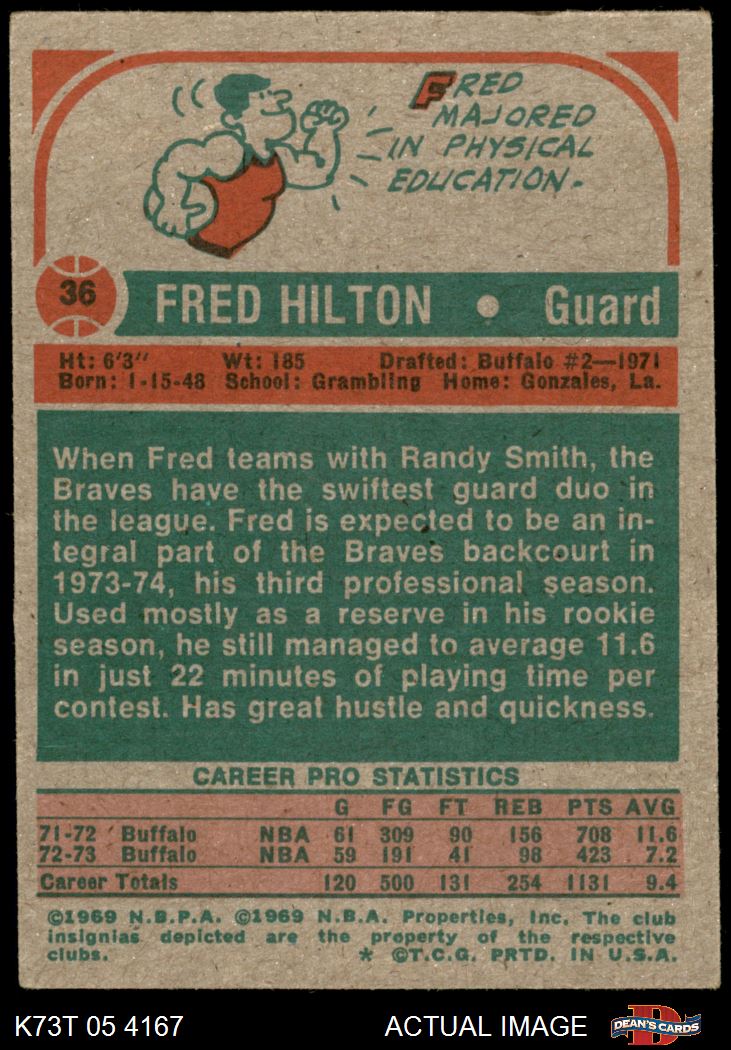 FRED
MAJORED
IN PHYSICAL
EDUCATION.
36 FRED HILTON • Guard
Ht: 6'3" Wt: 185 Drafted: Buffalo #2—1971
Born: 1-15-48 School: Grambling Home: Gonzales, La.
When Fred teams with Randy Smith, the
Braves have the swiftest guard duo in
the league. Fred is expected to be an in-
tegral part of the Braves backcourt in
1973-74, his third professional season.
Used mostly as a reserve in his rookie
season, he still managed to average 11.6
in just 22 minutes of playing time per
contest. Has great hustle and quickness.
CAREER PRO STATISTICS
G FG FT REB PTS AVG
71-72 Buffalo NBA 61 309 90 156 708 11.6
72-73 Buffalo NBA 59 191 41 98 423 7.2
Career Totals 120 500 131 254 1131 9.4
©1969 N.B.P.A. ©1969 N.B.A. Properties, Inc. The club
insignias depicted are the property of the respective
clubs. * ©T.C.G. PRTD. IN U.S.A.
K73T 05 4167 ACTUAL IMAGE D DEAN'S CARDS